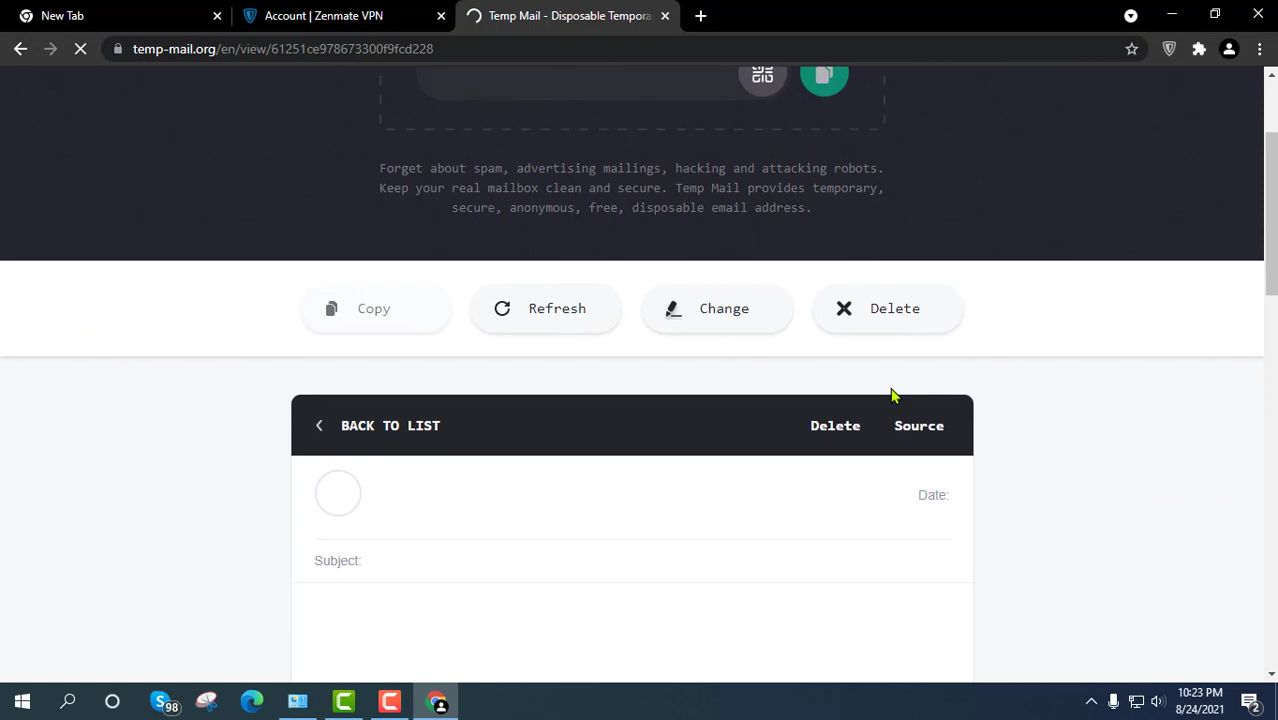 New Tab
Account | Zenmate VPN
Temp Mail - Disposable Tempora
temp-mail.org/en/view/61251ce978673300f9fcd228
Forget about spam, advertising mailings, hacking and attacking robots.
Keep your real mailbox clean and secure. Temp Mail provides temporary,
secure, anonymous, free, disposable email address.
Copy
Refresh
Change
Delete
BACK TO LIST
Delete
Source
Date:
Subject:
98
10:23 PM
8/24/2021
2